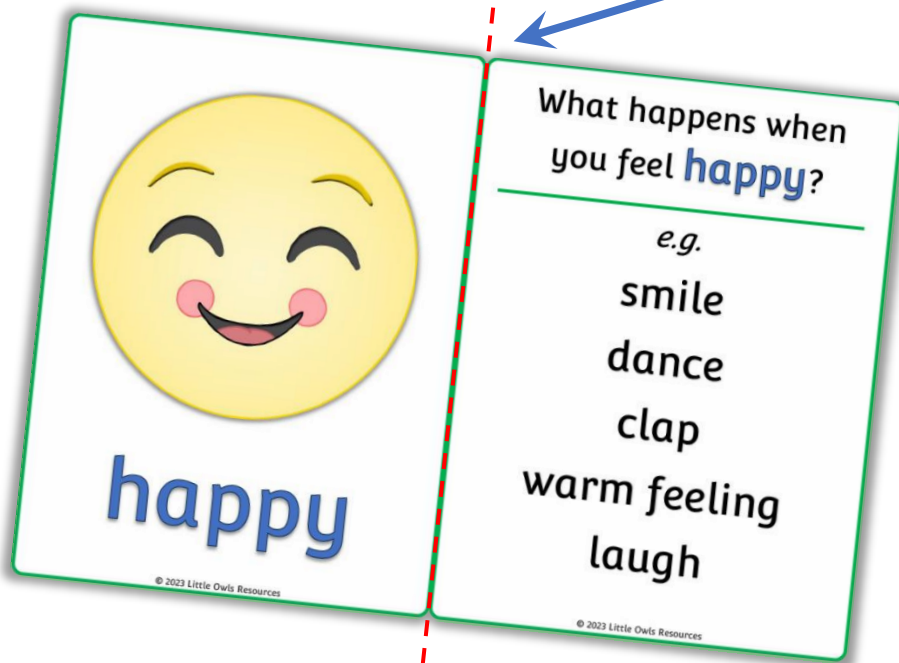 happy
© 2023 Little Owls Resources
What happens when
you feel happy?
e.g.
smile
dance
clap
warm feeling
laugh
© 2023 Little Owls Resources